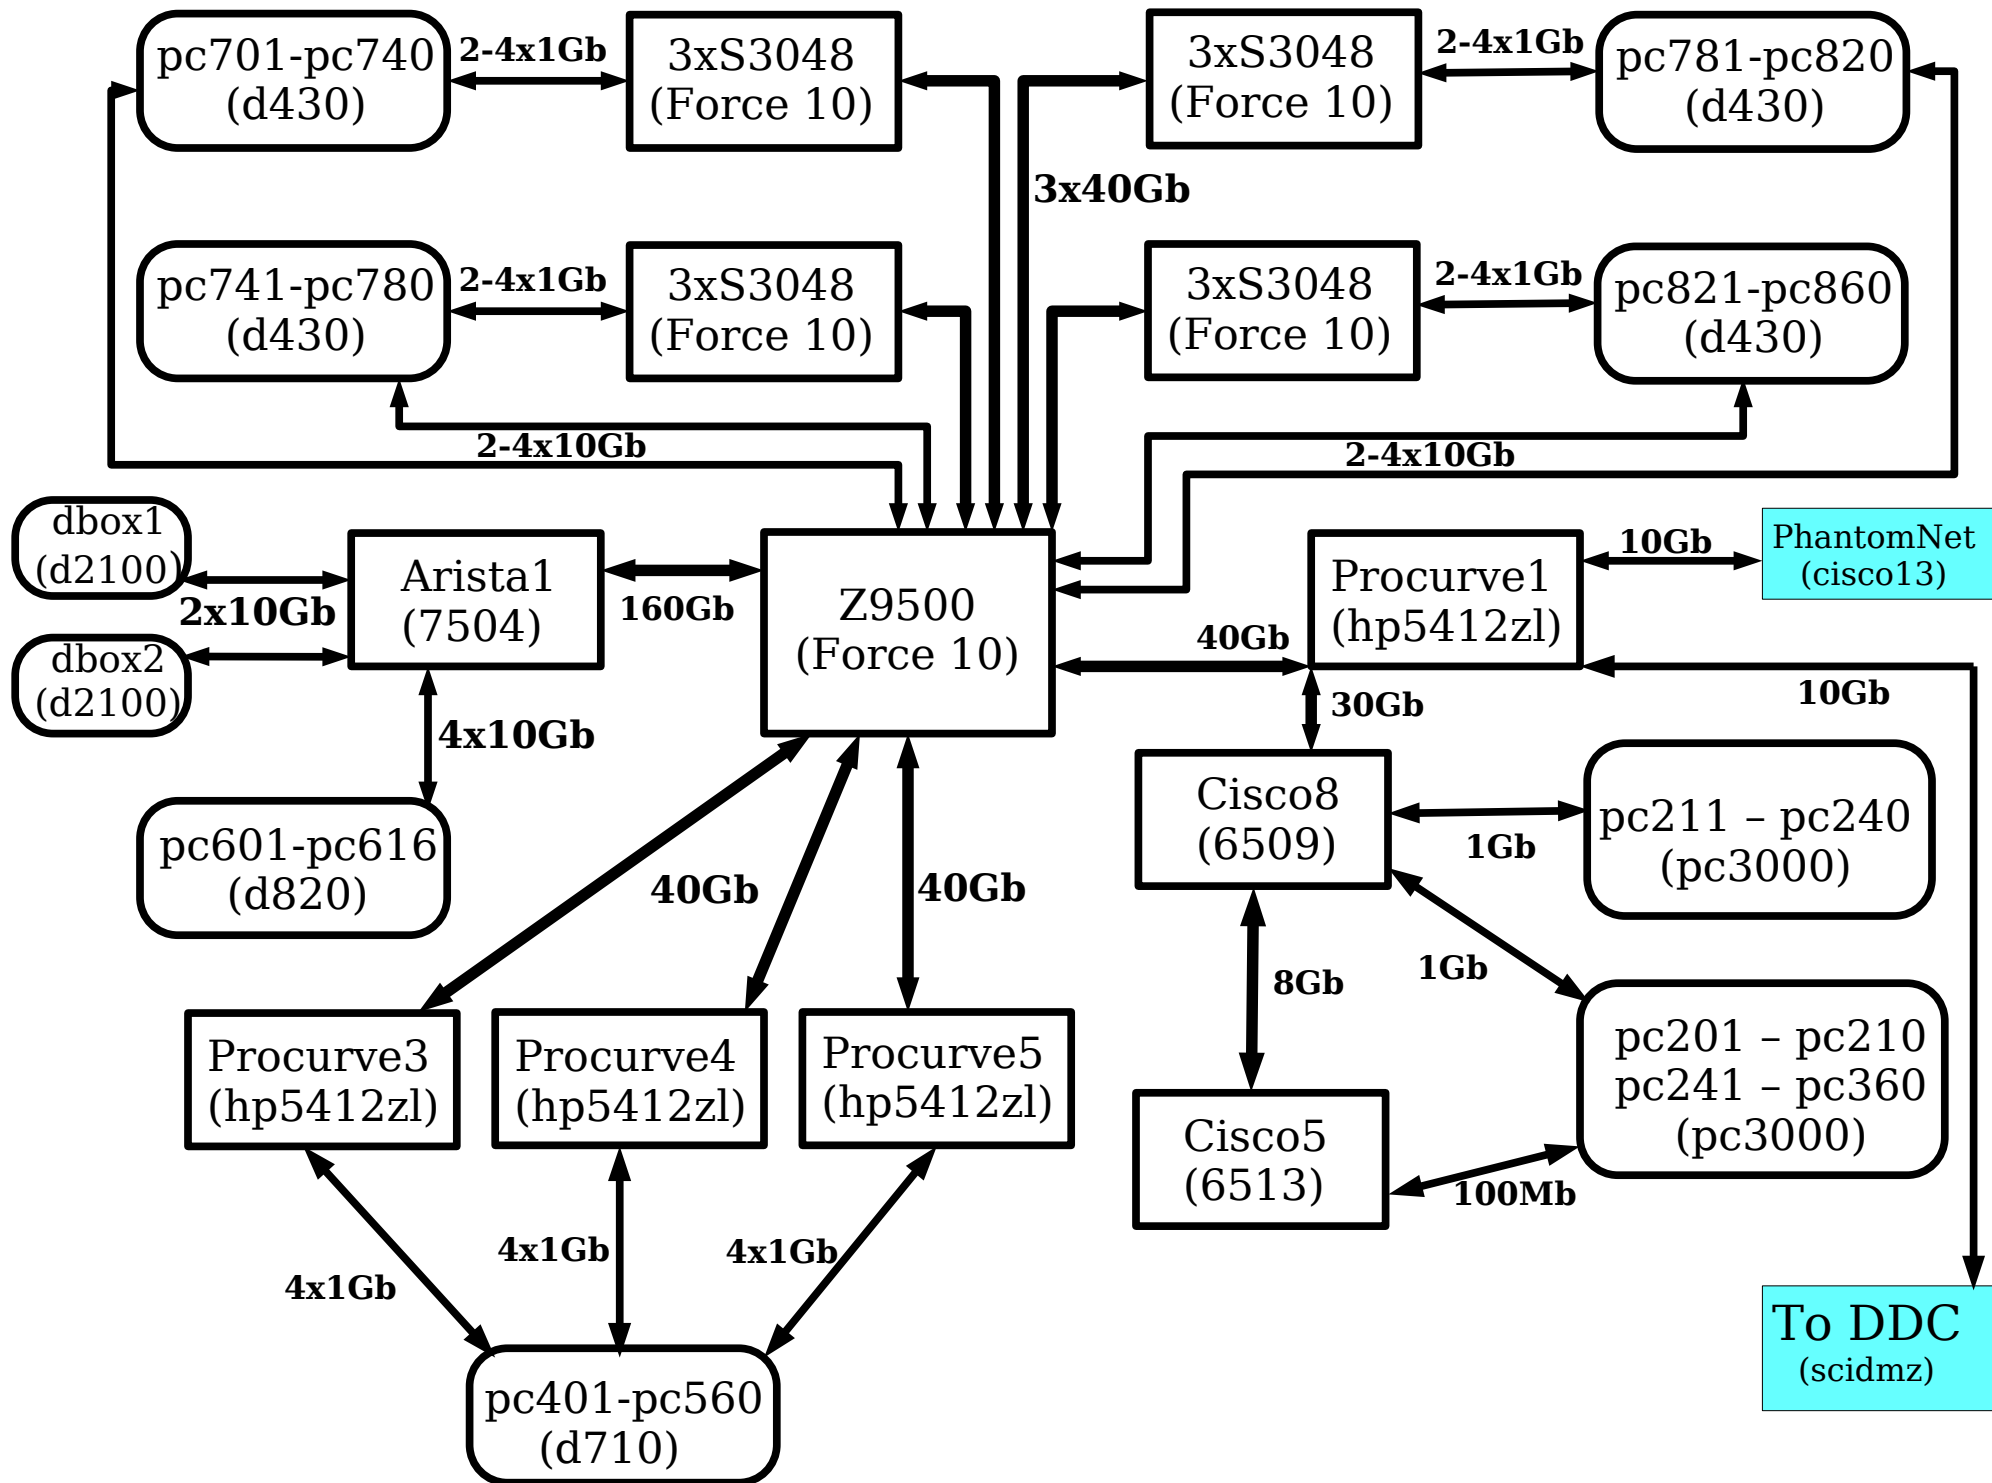 pc701-pc740
(d430)
2-4x1Gb
3xS3048
(Force 10)
3xS3048
(Force 10)
2-4x1Gb
pc781-pc820
(d430)
3x40Gb
pc741-pc780
(d430)
2-4x1Gb
3xS3048
(Force 10)
3xS3048
(Force 10)
2-4x1Gb
pc821-pc860
(d430)
2-4x10Gb
2-4x10Gb
dbox1
(d2100)
2x10Gb
dbox2
(d2100)
Arista1
(7504)
160Gb
Z9500
(Force 10)
40Gb
Procurve1
(hp5412zl)
10Gb
PhantomNet
(cisco13)
10Gb
30Gb
4x10Gb
pc601-pc616
(d820)
40Gb
40Gb
Cisco8
(6509)
1Gb
pc211 – pc240
(pc3000)
8Gb
1Gb
Procurve3
(hp5412zl)
Procurve4
(hp5412zl)
Procurve5
(hp5412zl)
Cisco5
(6513)
100Mb
pc201 – pc210
pc241 – pc360
(pc3000)
4x1Gb
4x1Gb
4x1Gb
pc401-pc560
(d710)
To DDC
(scidmz)